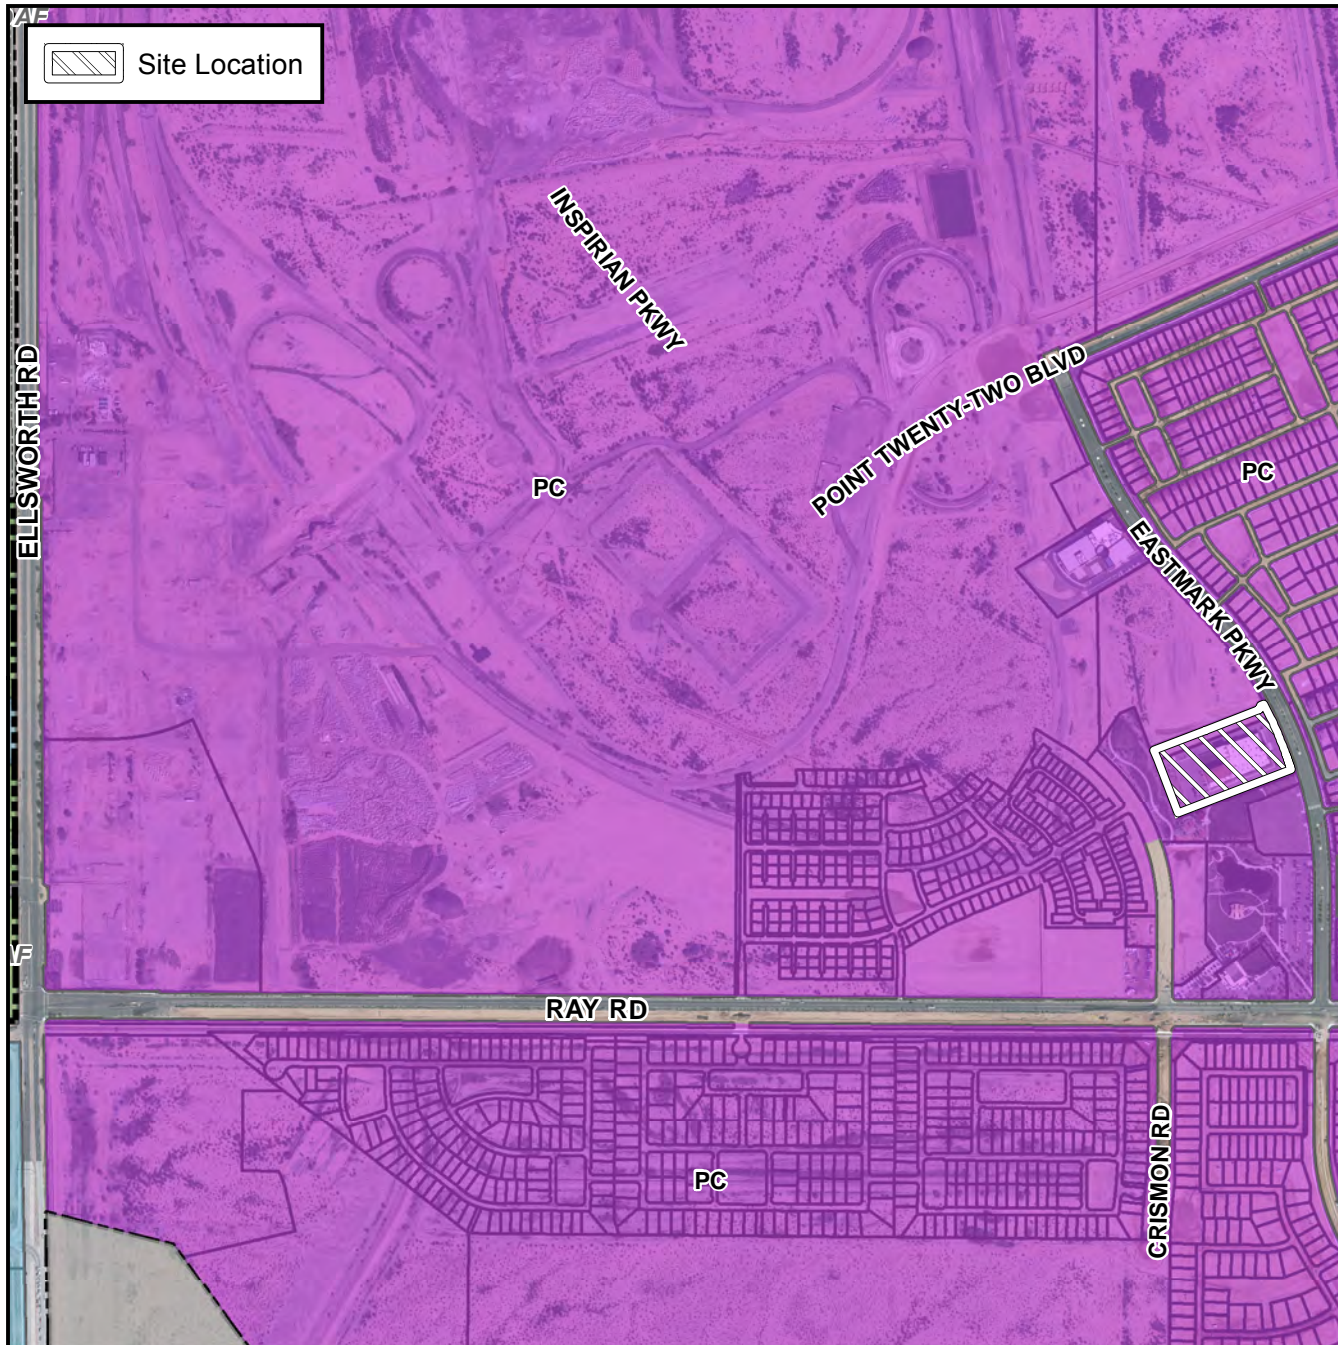 AF
Site Location
INSPIRIAN PKWY
ELLSWORTH RD
POINT TWENTY-TWO BLVD
PC
PC
EASTMARK PKWY
RAY RD
PC
CRISMON RD